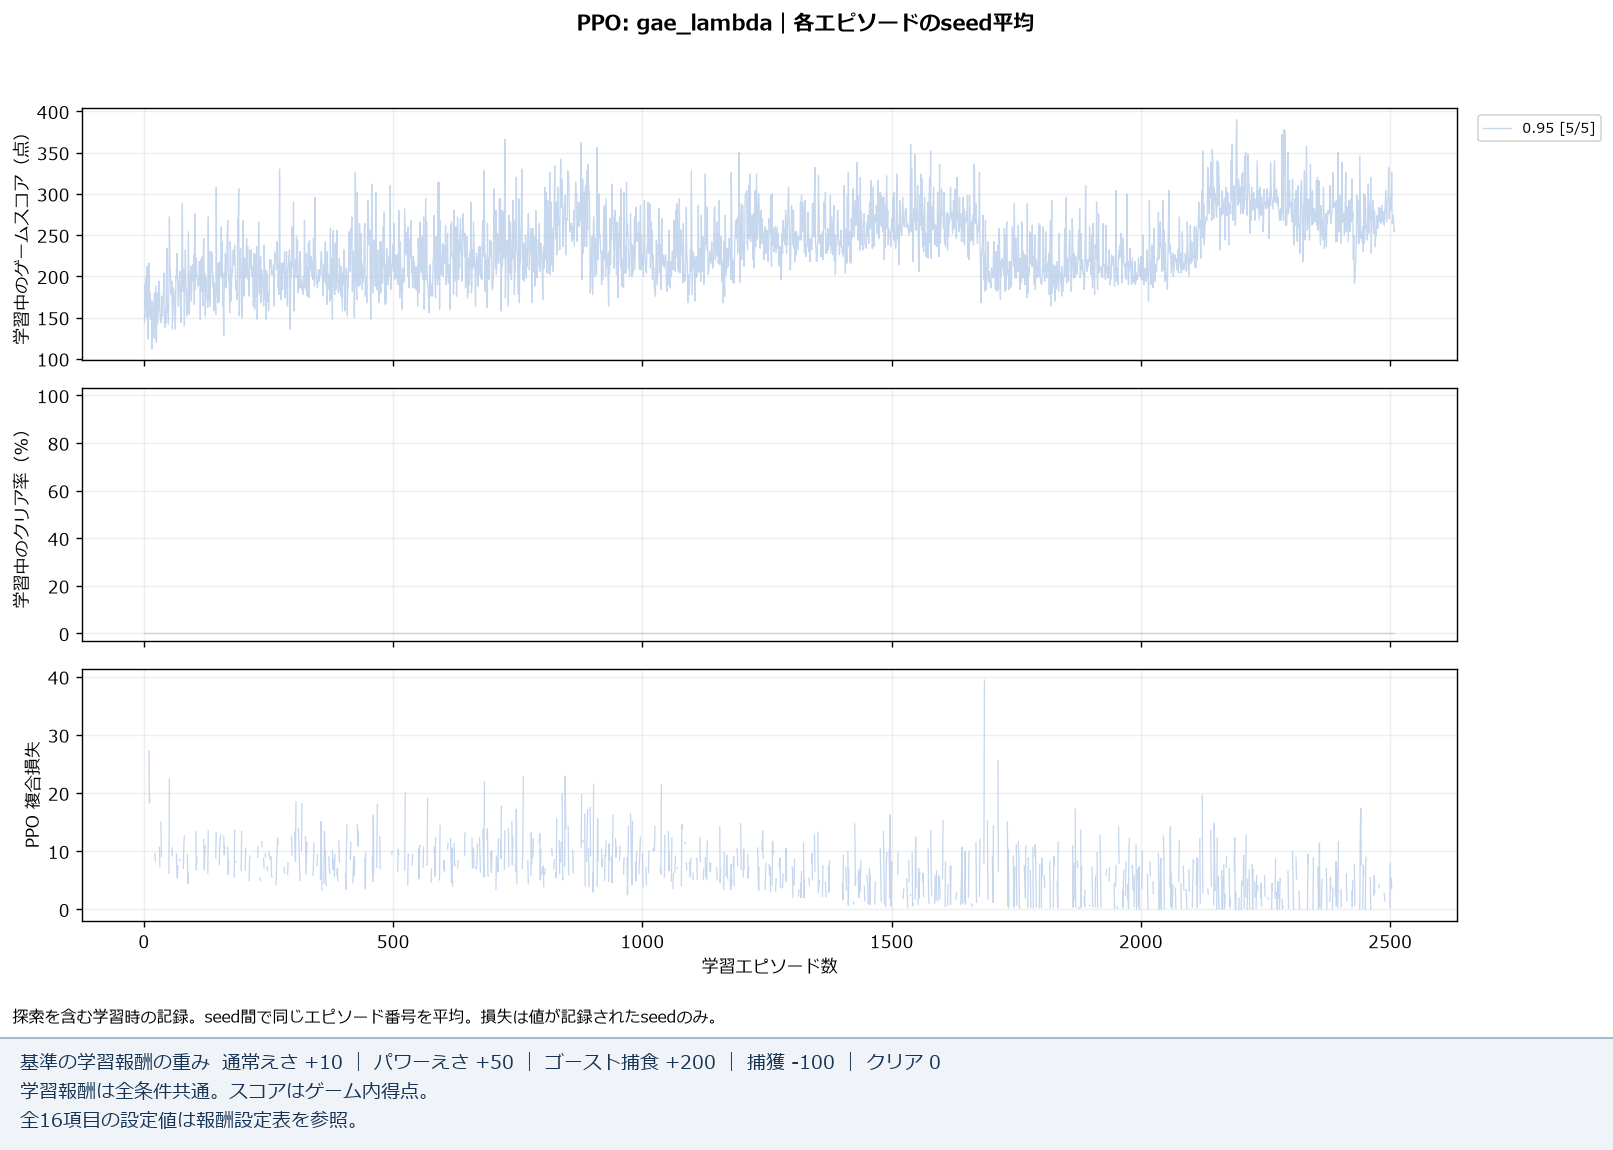 PPO: gae_lambda｜各エピソードのseed平均
0.95 [5/5]
学習中のゲームスコア（点）
400
350
300
250
200
150
100
学習中のクリア率（%）
100
80
60
40
20
0
PPO 複合損失
40
30
20
10
0
0 500 1000 1500 2000 2500
学習エピソード数
探索を含む学習時の記録。seed間で同じエピソード番号を平均。損失は値が記録されたseedのみ。
基準の学習報酬の重み 通常えさ +10 ｜ パワーえさ +50 ｜ ゴースト捕食 +200 ｜ 捕獲 -100 ｜ クリア 0
学習報酬は全条件共通。スコアはゲーム内得点。
全16項目の設定値は報酬設定表を参照。